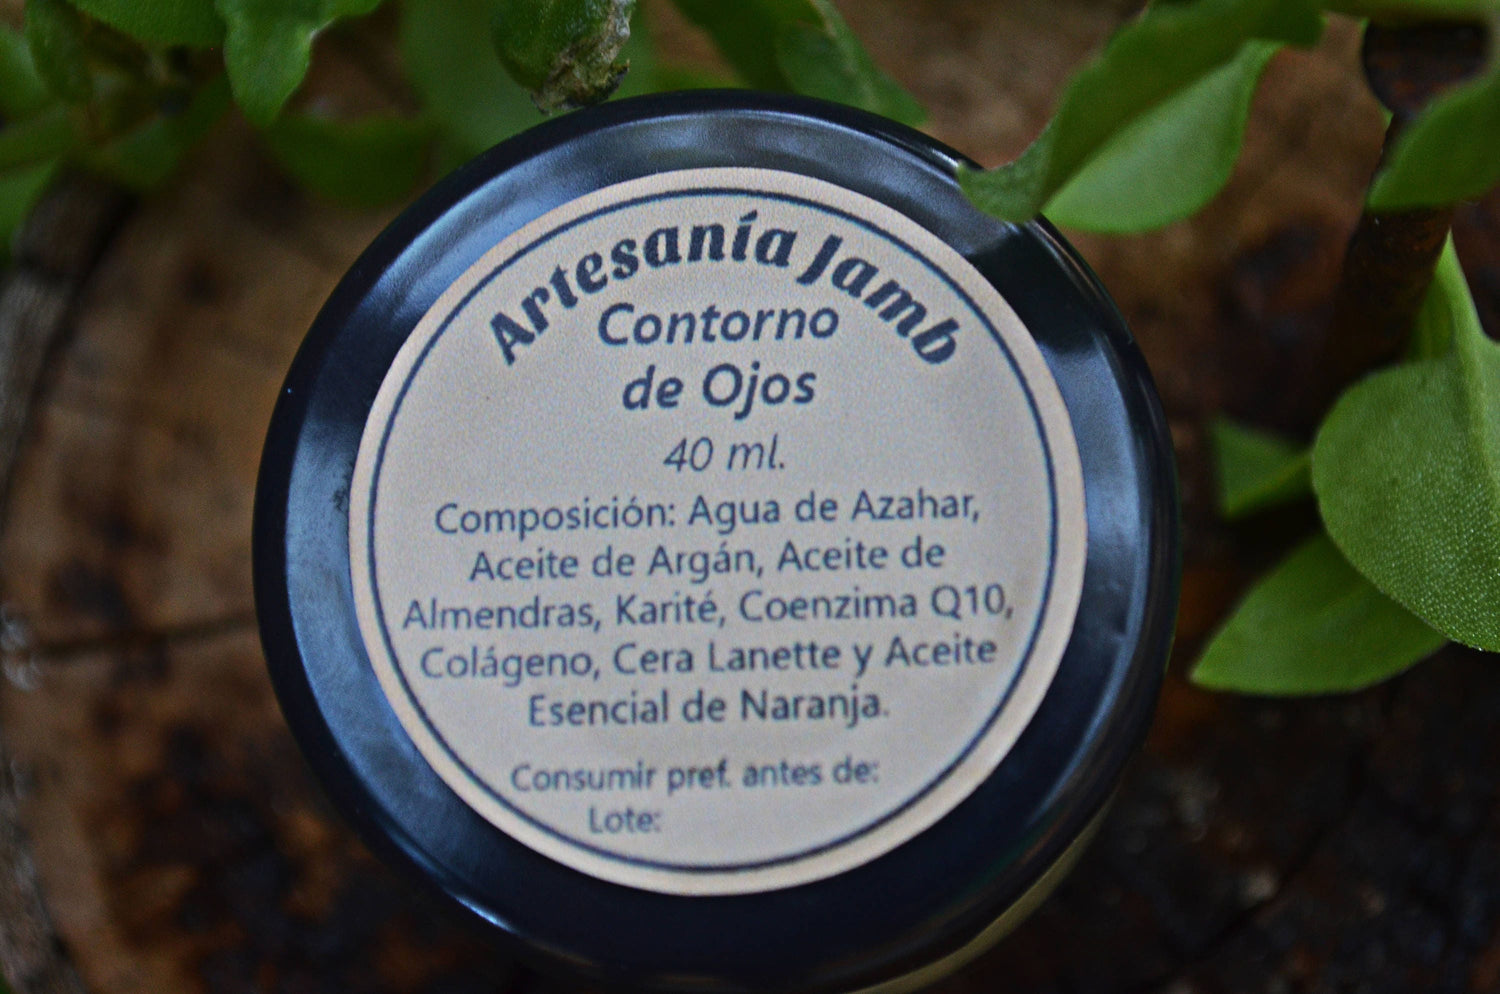 Artesanía Jamb
Contorno
de Ojos
40 ml.
Composición: Agua de Azahar,
Aceite de Argán, Aceite de
Almendras, Karité, Coenzima Q10,
Colágeno, Cera Lanette y Aceite
Esencial de Naranja.
Consumir pref. antes de:
Lote: